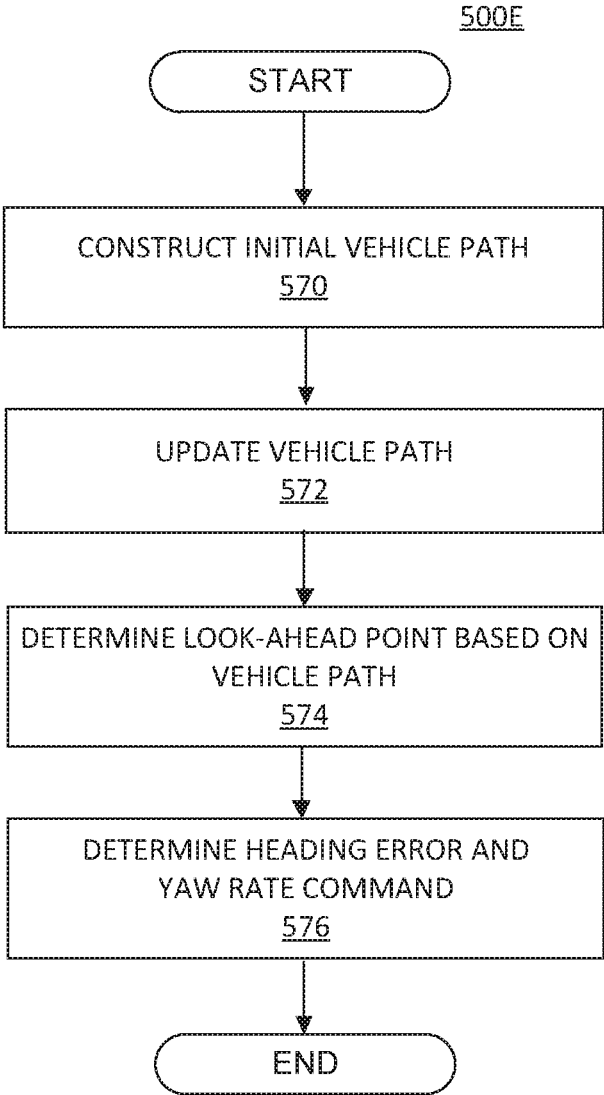 500E
START
CONSTRUCT INITIAL VEHICLE PATH
570
UPDATE VEHICLE PATH
572
DETERMINE LOOK-AHEAD POINT BASED ON
VEHICLE PATH
574
DETERMINE HEADING ERROR AND
YAW RATE COMMAND
576
END